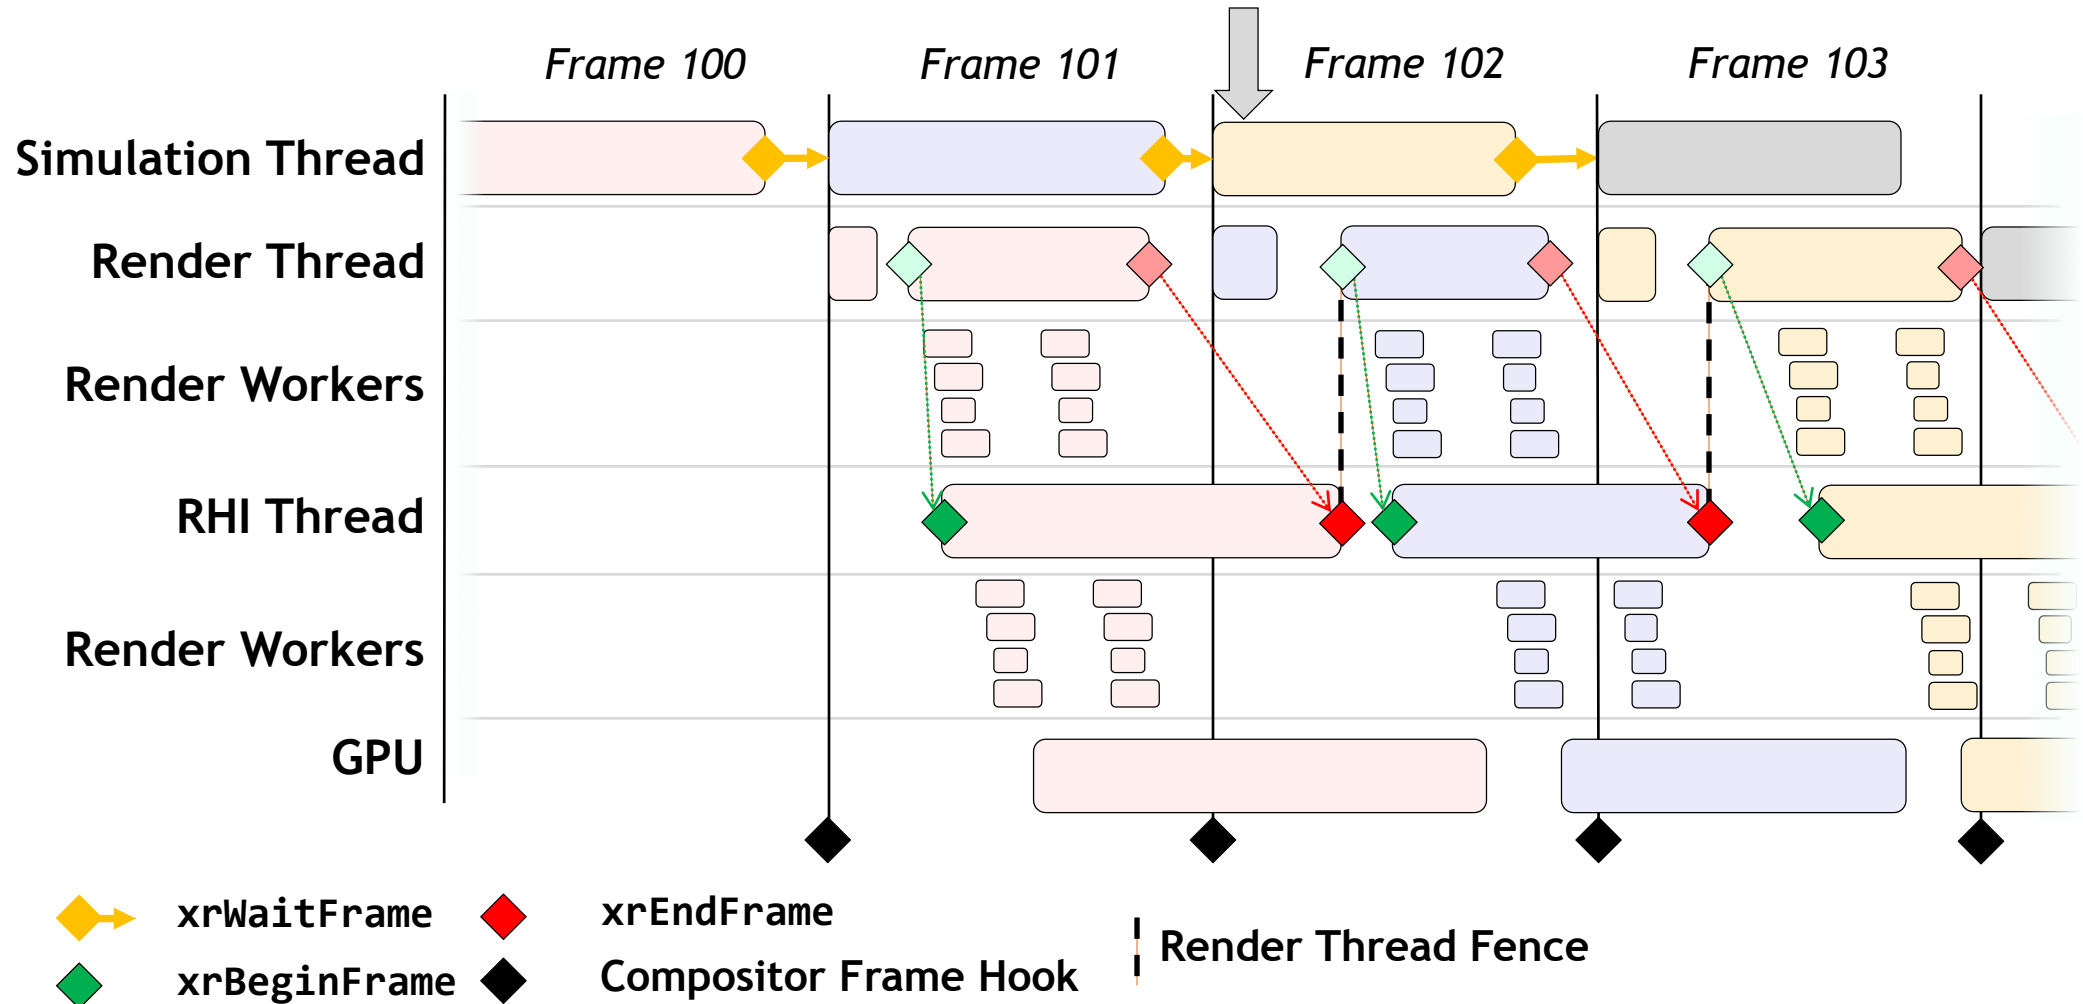 Frame 100
Frame 101
Frame 102
Frame 103
Simulation Thread
Render Thread
Render Workers
RHI Thread
Render Workers
GPU
xrWaitFrame
xrEndFrame
Render Thread Fence
xrBeginFrame
Compositor Frame Hook